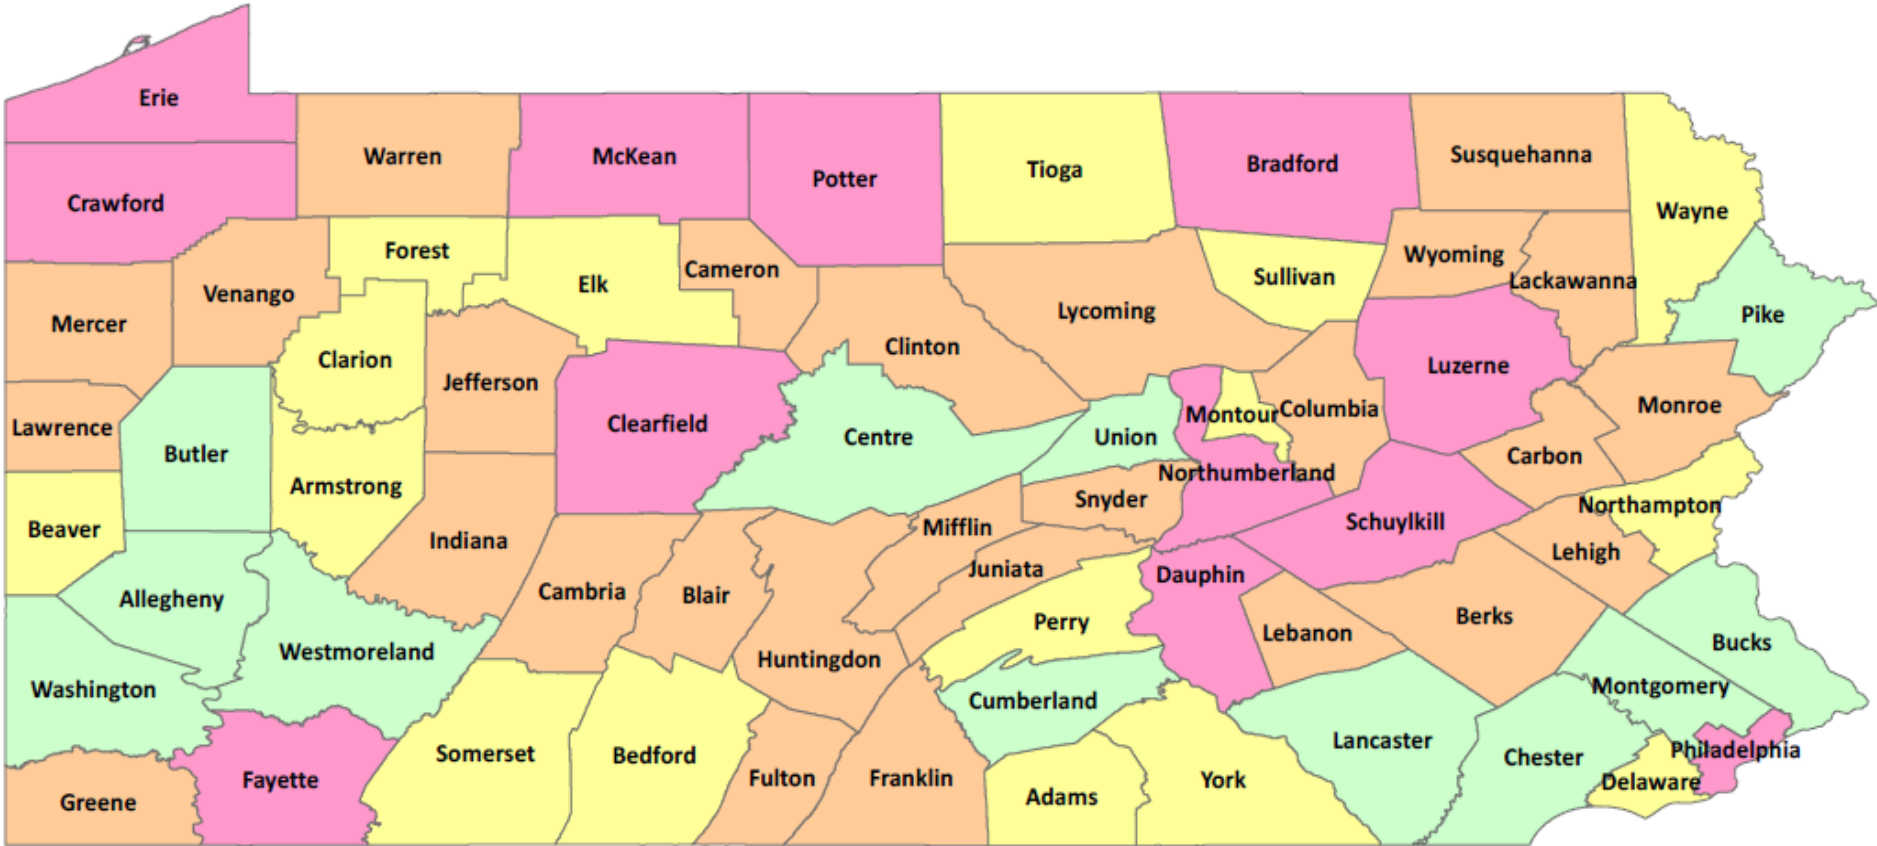 Erie
Warren
McKean
Potter
Tioga
Bradford
Susquehanna
Wayne
Crawford
Forest
Elk
Cameron
Sullivan
Wyoming
Lackawanna
Pike
Mercer
Venango
Clarion
Jefferson
Clearfield
Clinton
Lycoming
Luzerne
Monroe
Lawrence
Butler
Armstrong
Centre
Union
Montour
Columbia
Carbon
Beaver
Indiana
Mifflin
Snyder
Northumberland
Schuylkill
Northampton
Allegheny
Cambria
Blair
Juniata
Dauphin
Lehigh
Westmoreland
Huntingdon
Perry
Lebanon
Berks
Bucks
Washington
Cumberland
Montgomery
Somerset
Bedford
Lancaster
Chester
Philadelphia
Greene
Fayette
Fulton
Franklin
Adams
York
Delaware